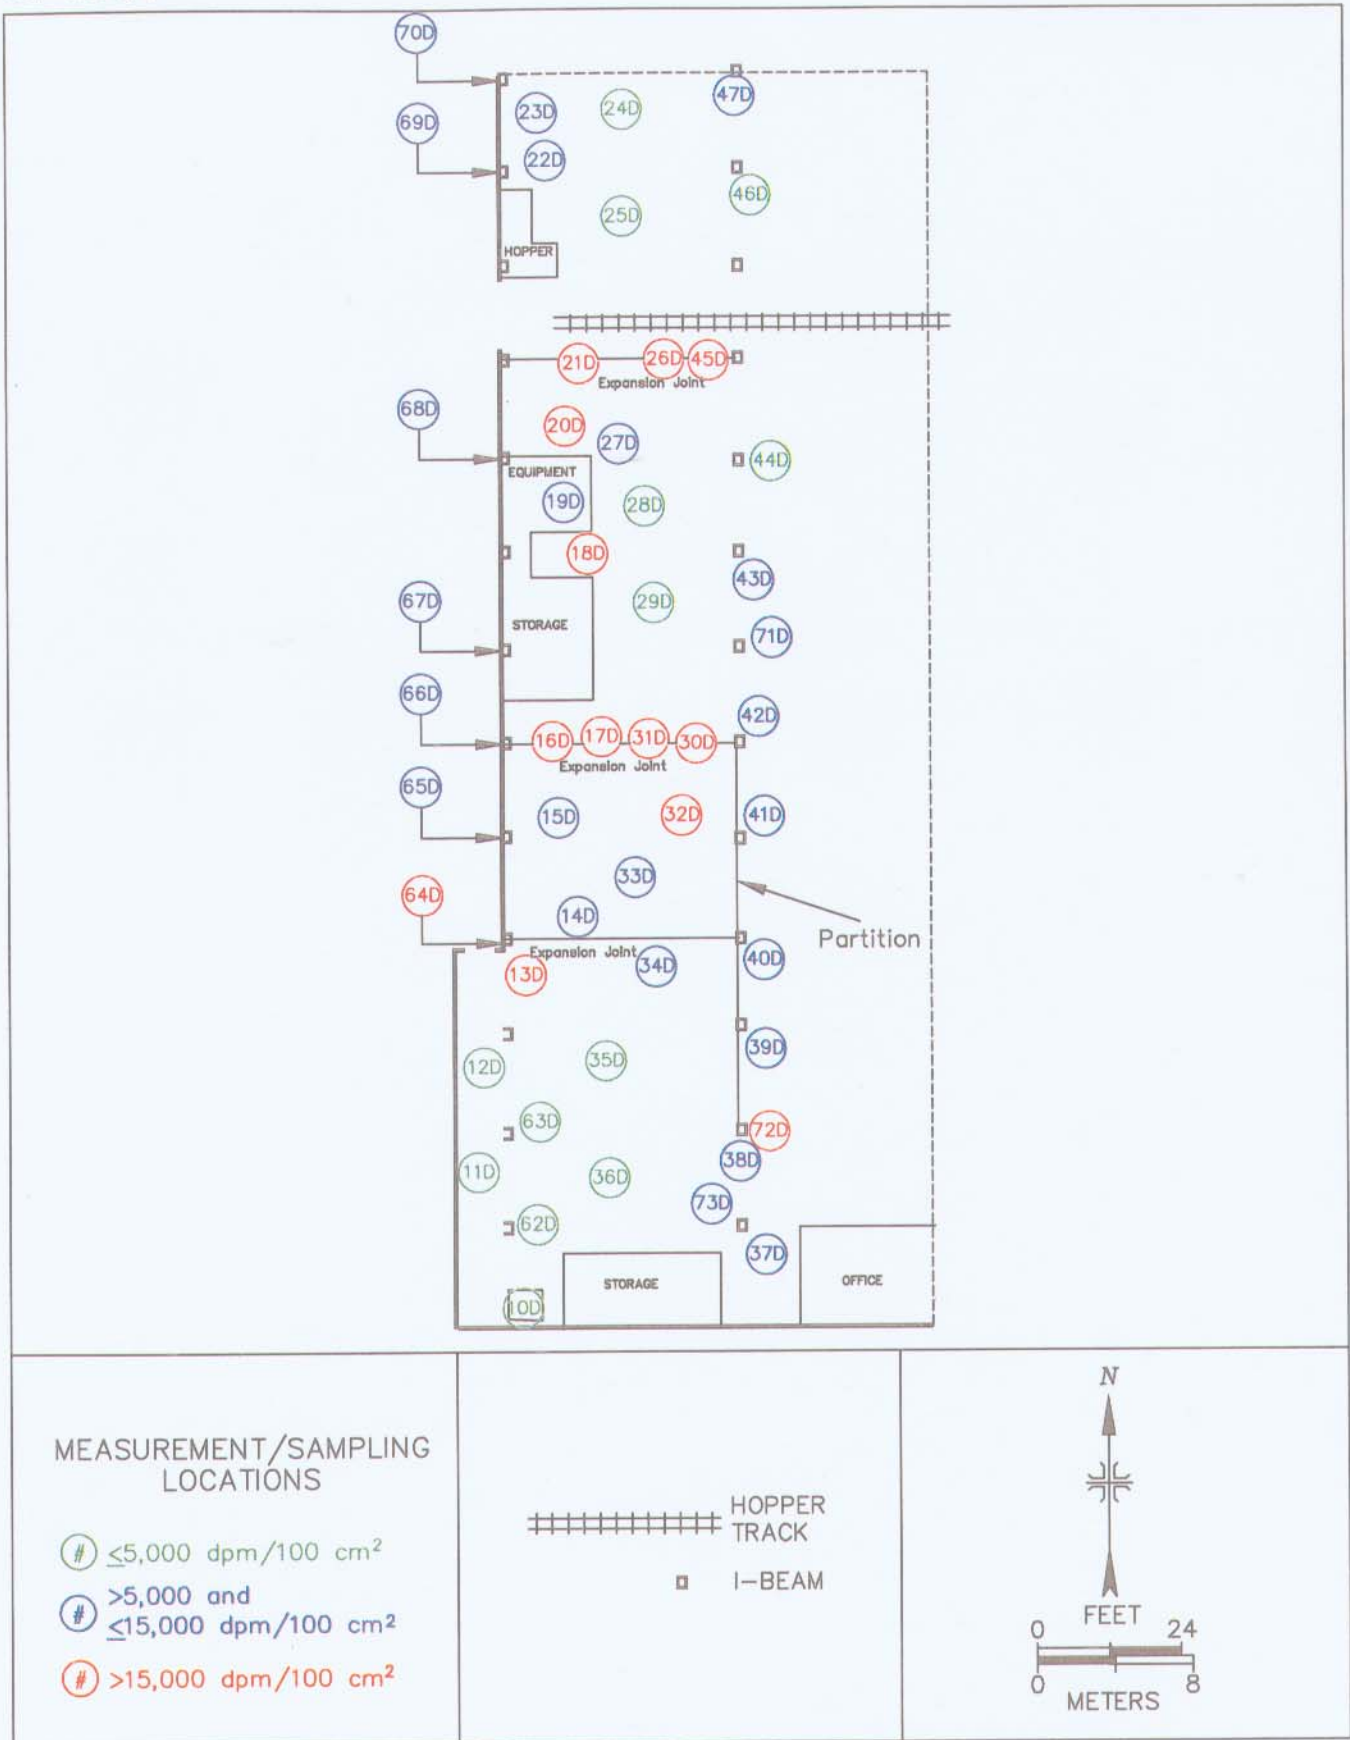 70D
47D
23D
24D
69D
22D
46D
25D
HOPPER
21D
26D
45D
Expansion Joint
68D
20D
27D
44D
EQUIPMENT
19D
28D
18D
43D
67D
29D
STORAGE
71D
66D
42D
16D
17D
31D
30D
Expansion Joint
65D
15D
32D
41D
33D
64D
14D
Partition
Expansion Joint
13D
34D
40D
39D
12D
35D
63D
72D
11D
36D
38D
73D
62D
37D
STORAGE
OFFICE
10D
MEASUREMENT/SAMPLING
LOCATIONS
# ≤5,000 dpm/100 cm²
# >5,000 and
≤15,000 dpm/100 cm²
# >15,000 dpm/100 cm²
HOPPER
TRACK
I-BEAM
N
FEET
0 24
0 8
METERS